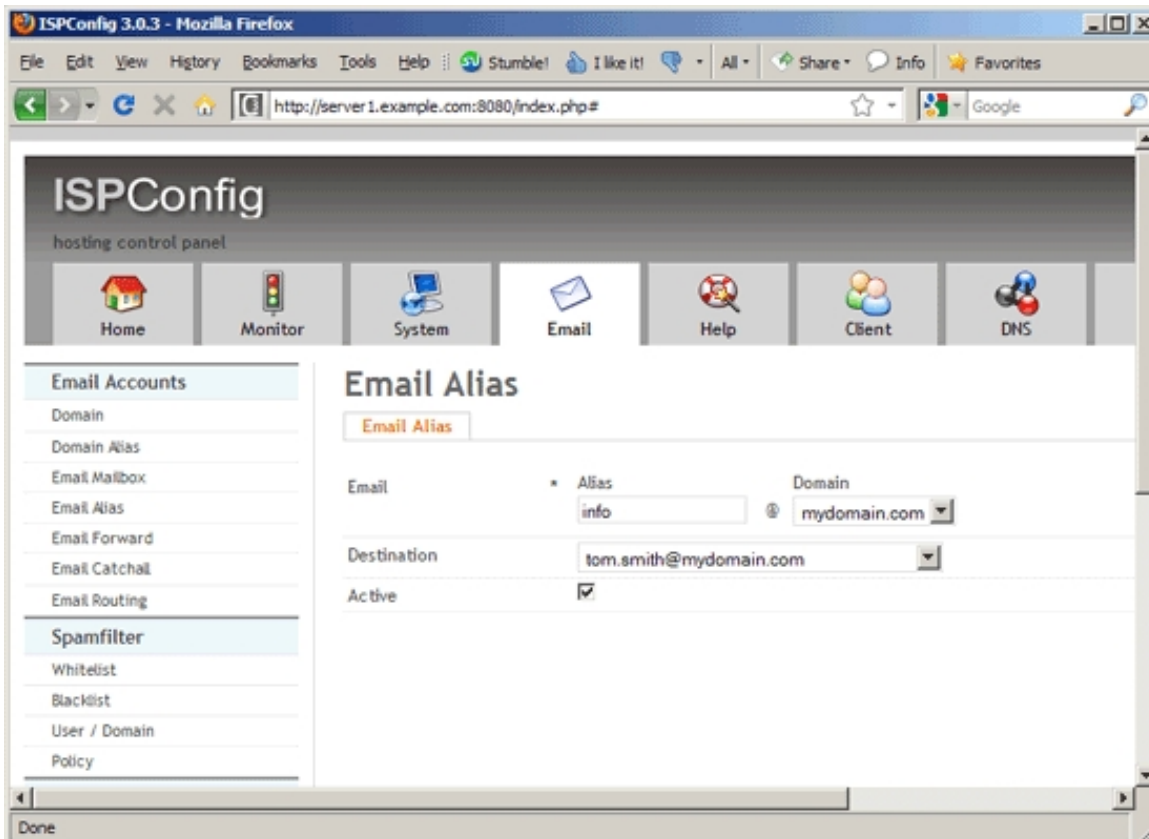 ISPConfig 3.0.3 - Mozilla Firefox
File Edit View History Bookmarks Tools Help Stumble! I like it! All Share Info Favorites
http://server1.example.com:8080/index.php# Google
ISPConfig
hosting control panel
Home Monitor System Email Help Client DNS
Email Accounts
Domain
Domain Alias
Email Mailbox
Email Alias
Email Forward
Email Catchall
Email Routing
Spamfilter
Whitelist
Blacklist
User / Domain
Policy
Email Alias
Email Alias
Email * Alias Domain
info @ mydomain.com
Destination tom.smith@mydomain.com
Active
Done